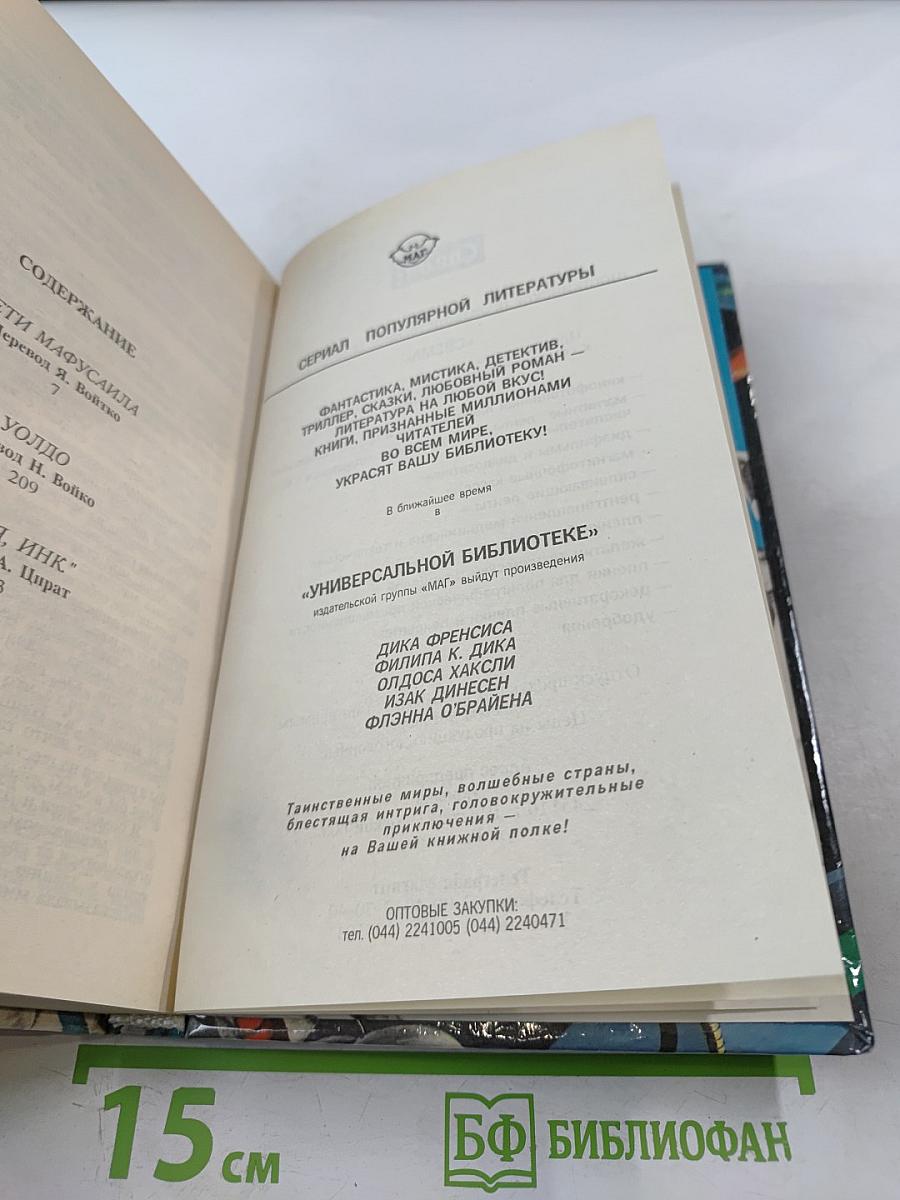 СОДЕРЖАНИЕ
ЕТИ МАФУСАИЛА
Перевод Я. Войтко
7
УОЛДО
вод Н. Войко
209
Я, ИНК"
А. Цират
МАГ
СЕРИАЛ ПОПУЛЯРНОЙ ЛИТЕРАТУРЫ
ФАНТАСТИКА, МИСТИКА, ДЕТЕКТИВ,
ТРИЛЛЕР, СКАЗКИ, ЛЮБОВНЫЙ РОМАН —
ЛИТЕРАТУРА НА ЛЮБОЙ ВКУС!
КНИГИ, ПРИЗНАННЫЕ МИЛЛИОНАМИ
ЧИТАТЕЛЕЙ
ВО ВСЕМ МИРЕ,
УКРАСЯТ ВАШУ БИБЛИОТЕКУ!
В ближайшее время
в
«УНИВЕРСАЛЬНОЙ БИБЛИОТЕКЕ»
издательской группы «МАГ» выйдут произведения
ДИКА ФРЕНСИСА
ФИЛИПА К. ДИКА
ОЛДОСА ХАКСЛИ
ИЗАК ДИНЕСЕН
ФЛЭННА О'БРАЙЕНА
Таинственные миры, волшебные страны,
блестящая интрига, головокружительные
приключения —
на Вашей книжной полке!
ОПТОВЫЕ ЗАКУПКИ:
тел. (044) 2241005 (044) 2240471
15 см
БФ БИБЛИОФАН